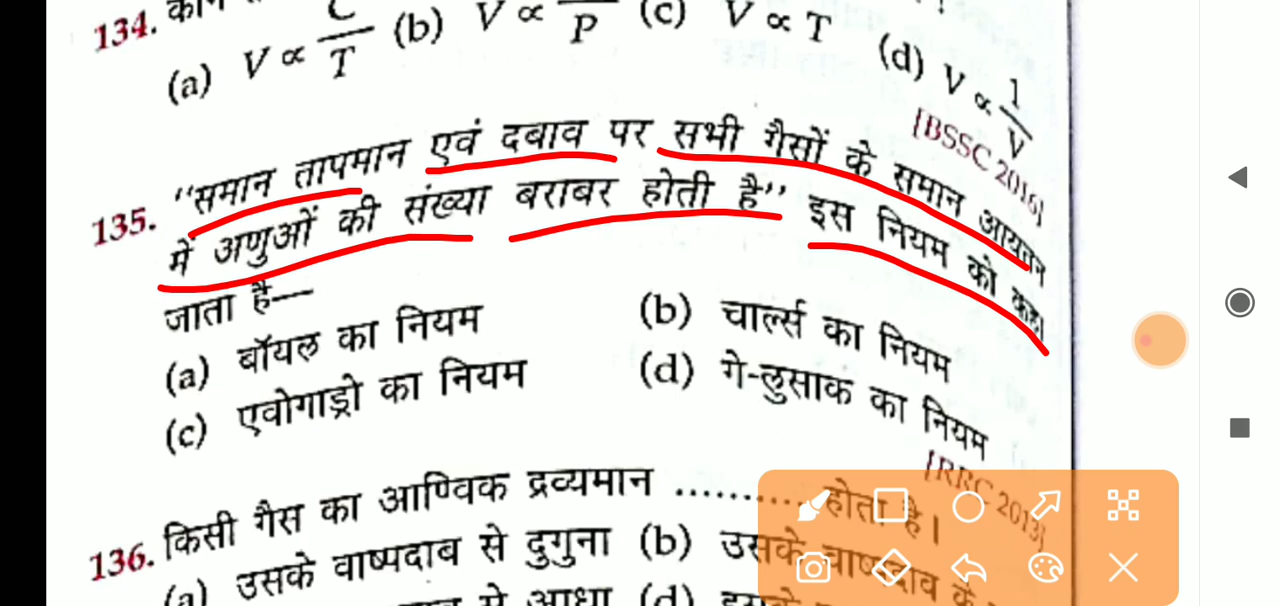 134.
(a) V ∝ C/T (b) V ∝ P (c) V ∝ T (d) V ∝ 1/V
[BSSC 2016]
135. ‘‘समान तापमान एवं दबाव पर सभी गैसों के समान आयतन
में अणुओं की संख्या बराबर होती है’’ इस नियम को कहा
जाता है—
(a) बॉयल का नियम (b) चार्ल्स का नियम
(c) एवोगाड्रो का नियम (d) गे-लुसाक का नियम
[RRC 2013]
136. किसी गैस का आण्विक द्रव्यमान .......... होता है।
(a) उसके वाष्पदाब से दुगुना (b) उसके वाष्पदाब के
आधा (d)